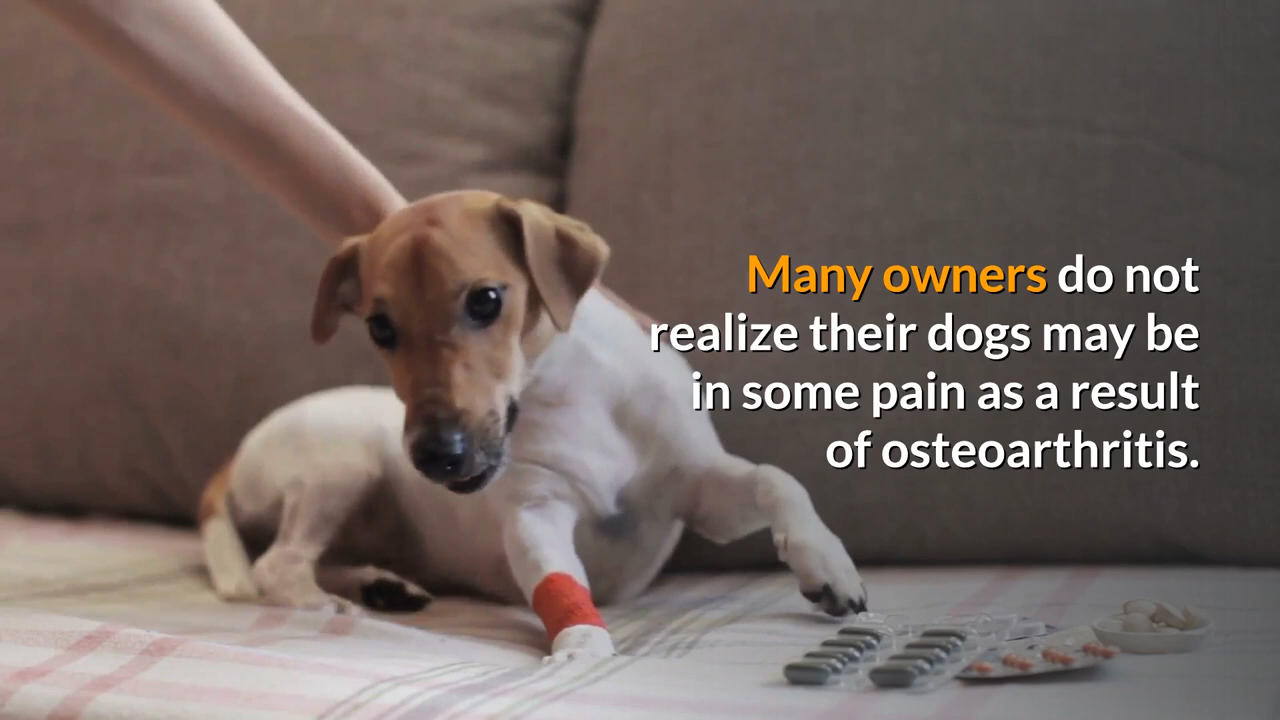 Many owners do not
realize their dogs may be
in some pain as a result
of osteoarthritis.